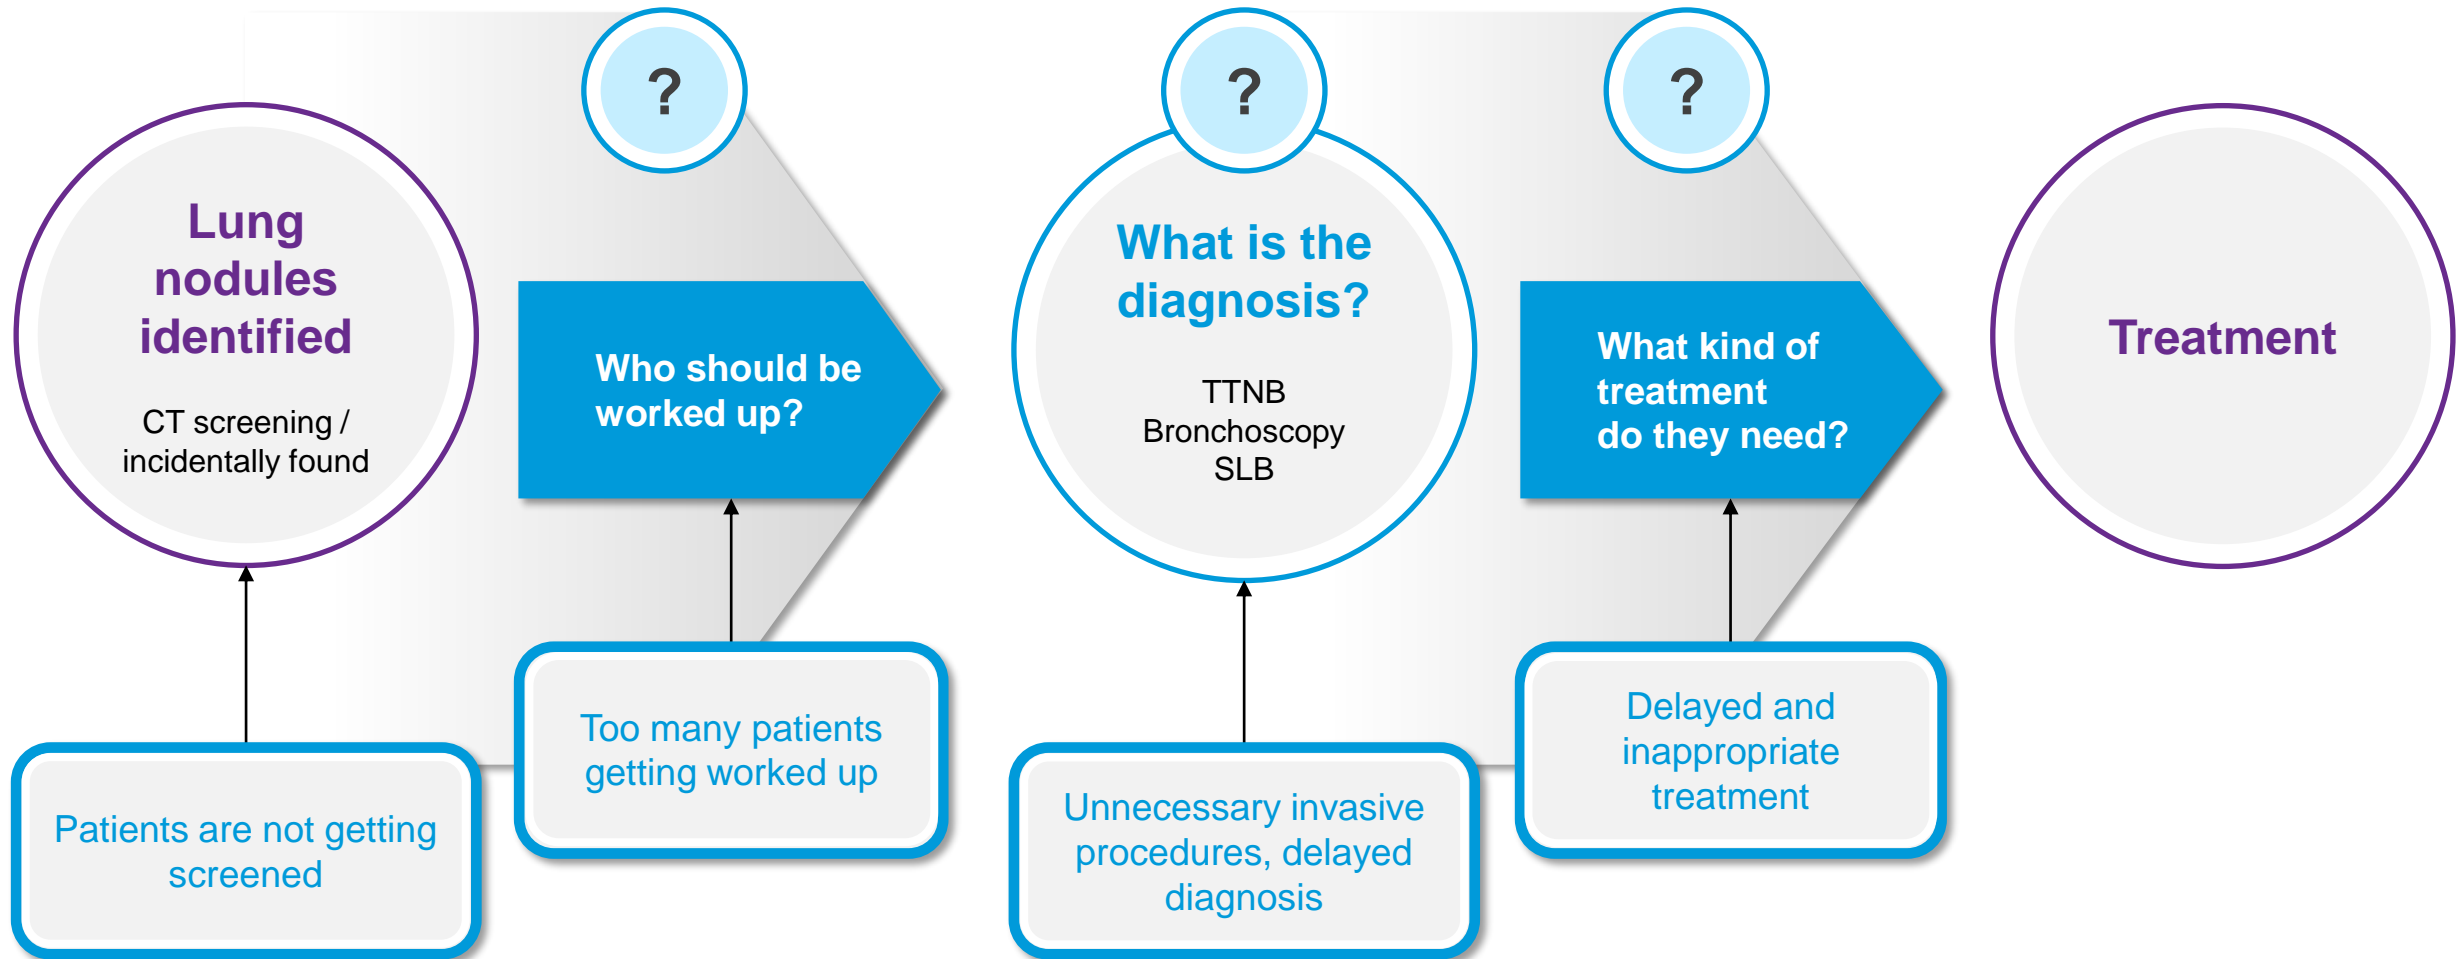 ?
Lung
nodules
identified
CT screening /
incidentally found
Who should be
worked up?
?
What is the
diagnosis?
TTNB
Bronchoscopy
SLB
?
What kind of
treatment
do they need?
Treatment
Patients are not getting
screened
Too many patients
getting worked up
Unnecessary invasive
procedures, delayed
diagnosis
Delayed and
inappropriate
treatment